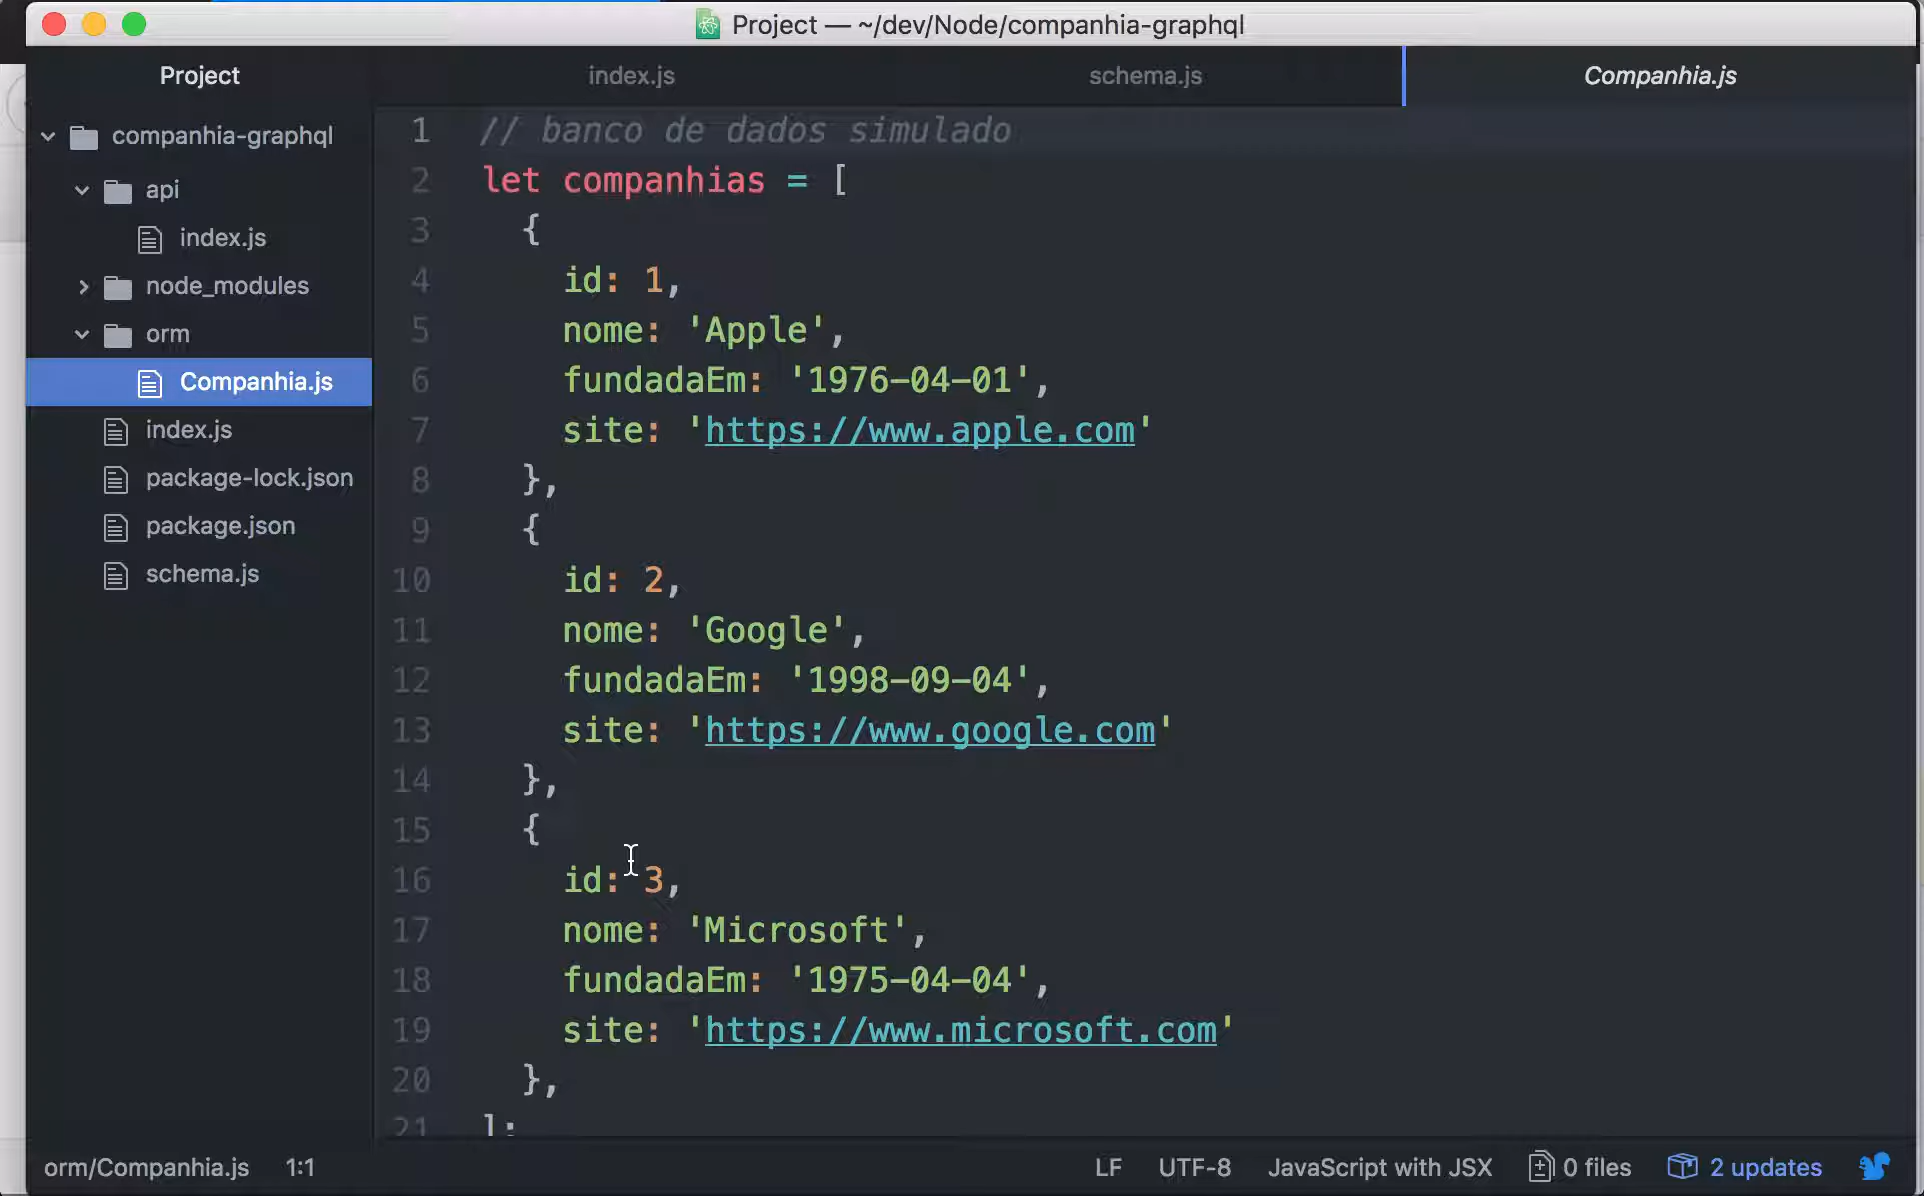 Project — ~/dev/Node/companhia-graphql
Project
index.js
schema.js
Companhia.js
companhia-graphql
api
index.js
node_modules
orm
Companhia.js
index.js
package-lock.json
package.json
schema.js
1 // banco de dados simulado
2 let companhias = [
3 {
4 id: 1,
5 nome: 'Apple',
6 fundadaEm: '1976-04-01',
7 site: 'https://www.apple.com'
8 },
9 {
10 id: 2,
11 nome: 'Google',
12 fundadaEm: '1998-09-04',
13 site: 'https://www.google.com'
14 },
15 {
16 id: 3,
17 nome: 'Microsoft',
18 fundadaEm: '1975-04-04',
19 site: 'https://www.microsoft.com'
20 },
21 ];
orm/Companhia.js 1:1 LF UTF-8 JavaScript with JSX 0 files 2 updates